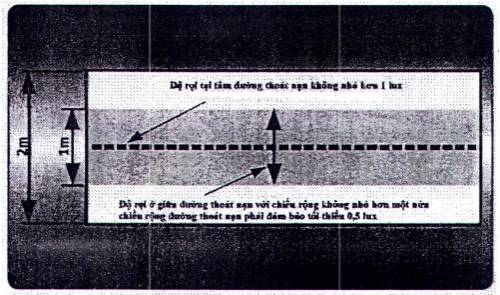 Độ rọi tại tâm đường thoát nạn không nhỏ hơn 1 lux
2m
1m
Độ rọi ở giữa đường thoát nạn với chiều rộng không nhỏ hơn một nửa
chiều rộng đường thoát nạn phải đảm bảo tối thiểu 0,5 lux